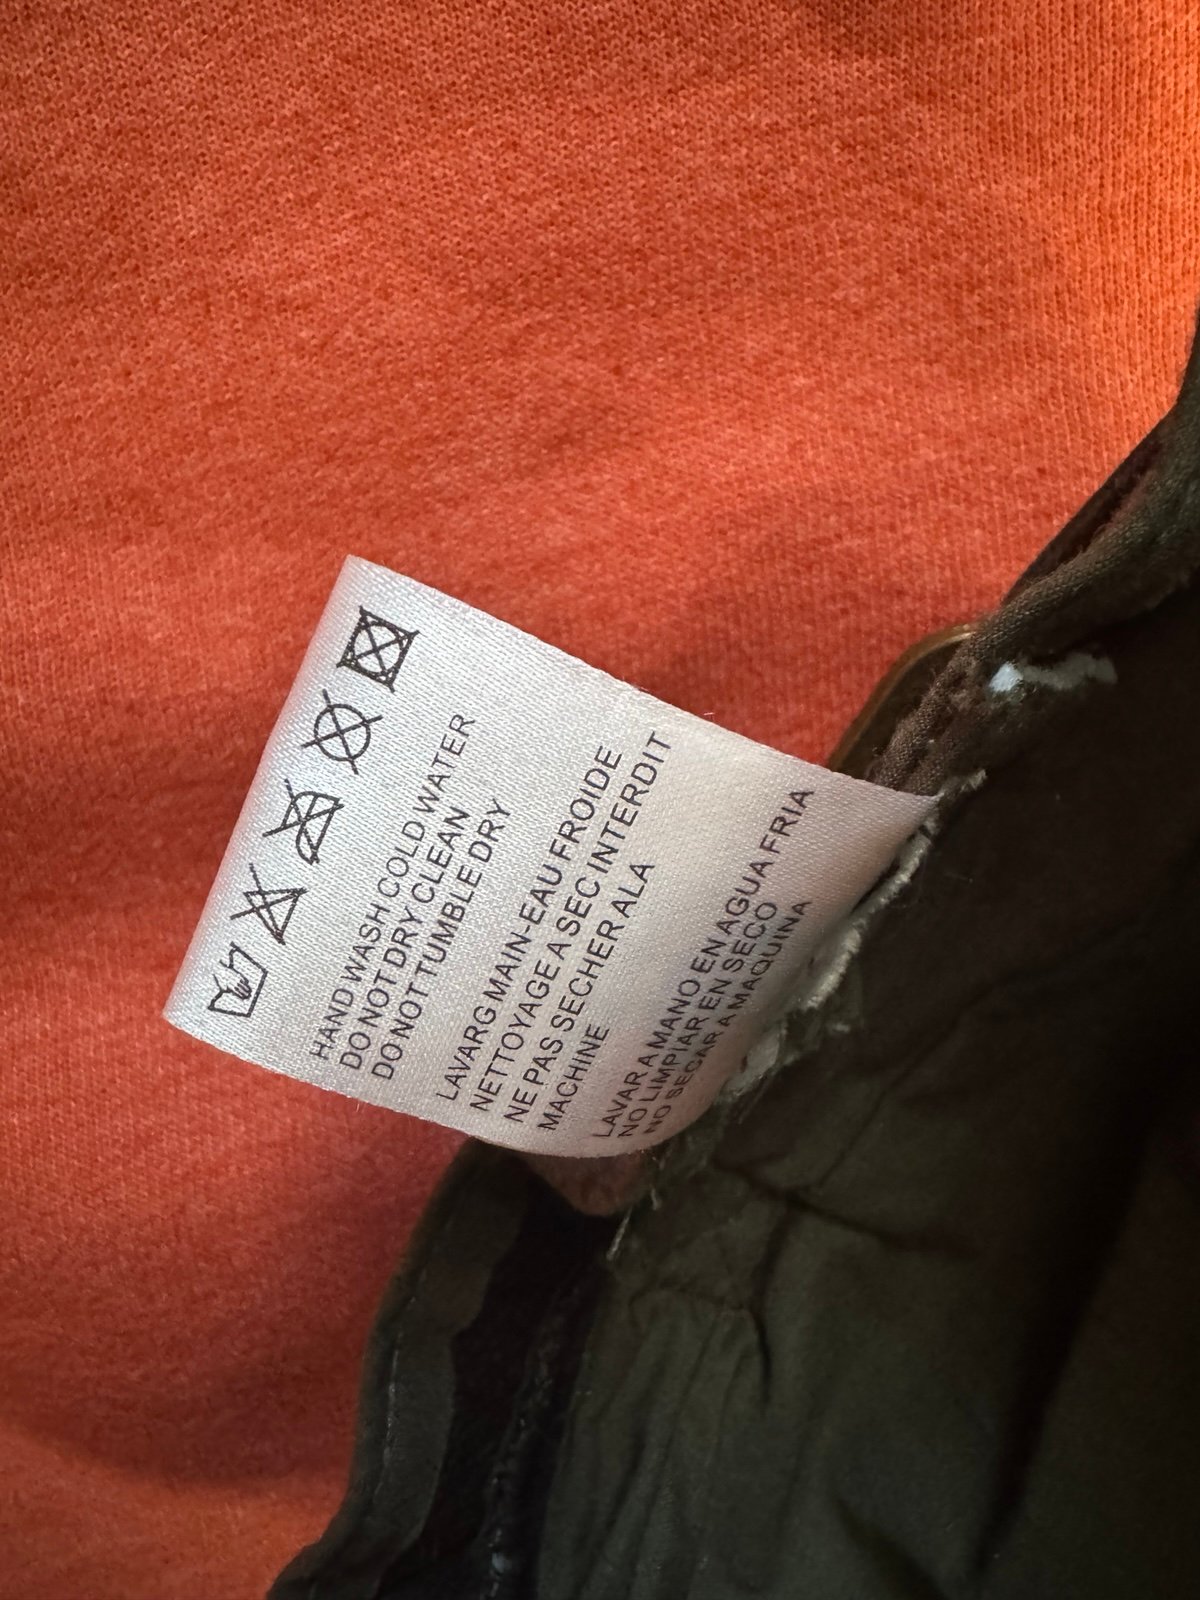 HAND WASH COLD WATER
DO NOT DRY CLEAN
DO NOT TUMBLE DRY
LAVARG MAIN-EAU FROIDE
NETTOYAGE A SEC INTERDIT
NE PAS SECHER ALA
MACHINE
LAVAR A MANO EN AGUA FRIA
NO LIMPIAR EN SECO
NO SECAR A MAQUINA